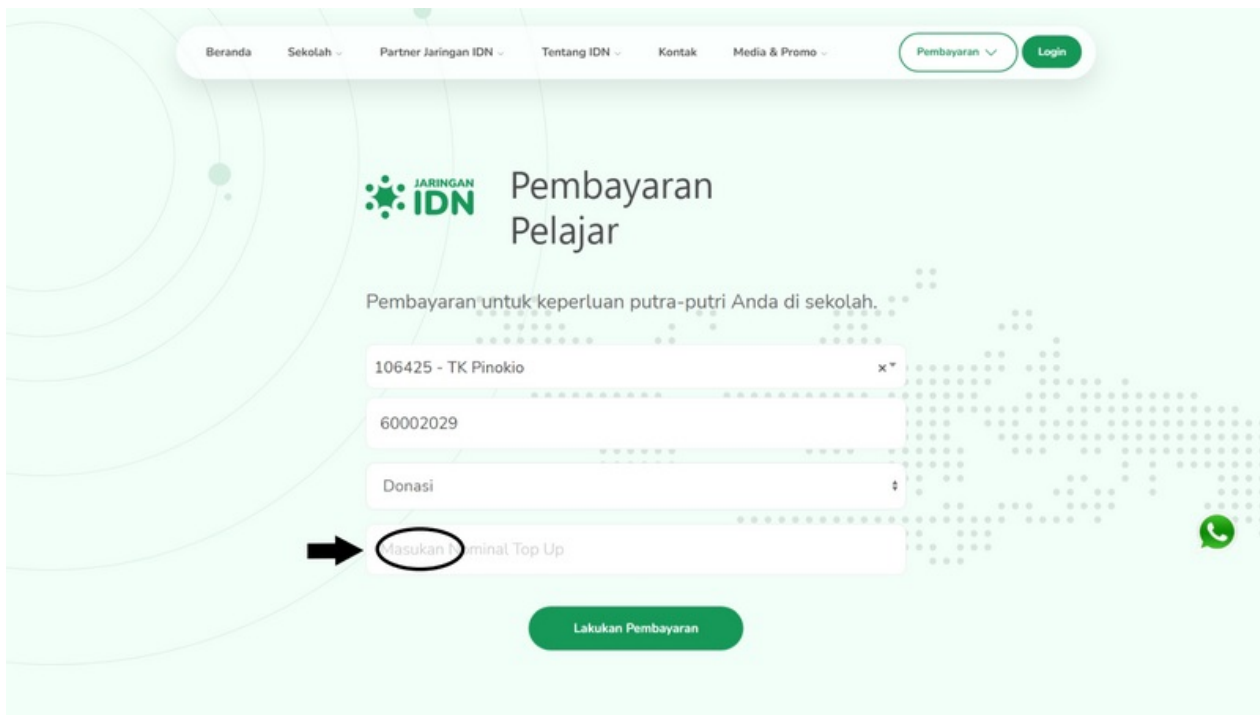 Beranda Sekolah Partner Jaringan IDN Tentang IDN Kontak Media & Promo Pembayaran Login
JARINGAN
IDN
Pembayaran
Pelajar
Pembayaran untuk keperluan putra-putri Anda di sekolah.
106425 - TK Pinokio ×
60002029
Donasi
Masukan Nominal Top Up
Lakukan Pembayaran